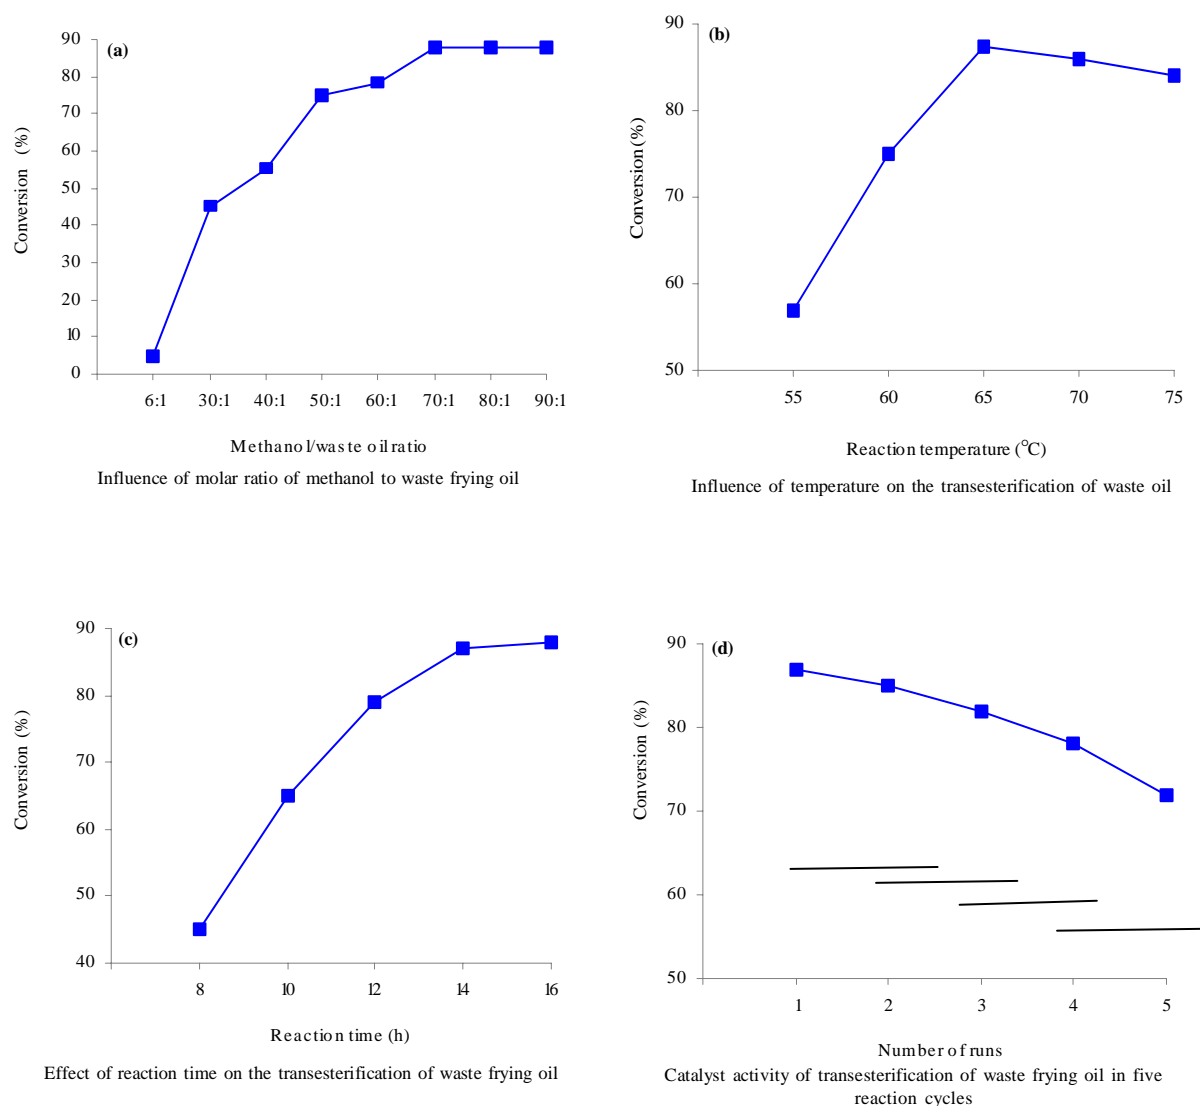 (a)
90
80
70
60
50
40
30
20
10
0
Conversion (%)
6:1 30:1 40:1 50:1 60:1 70:1 80:1 90:1
Methanol/waste oil ratio
Influence of molar ratio of methanol to waste frying oil
(b)
90
80
70
60
50
Conversion (%)
55 60 65 70 75
Reaction temperature (°C)
Influence of temperature on the transesterification of waste oil
(c)
90
80
70
60
50
40
Conversion (%)
8 10 12 14 16
Reaction time (h)
Effect of reaction time on the transesterification of waste frying oil
(d)
90
80
70
60
50
Conversion (%)
1 2 3 4 5
Number of runs
Catalyst activity of transesterification of waste frying oil in five
reaction cycles